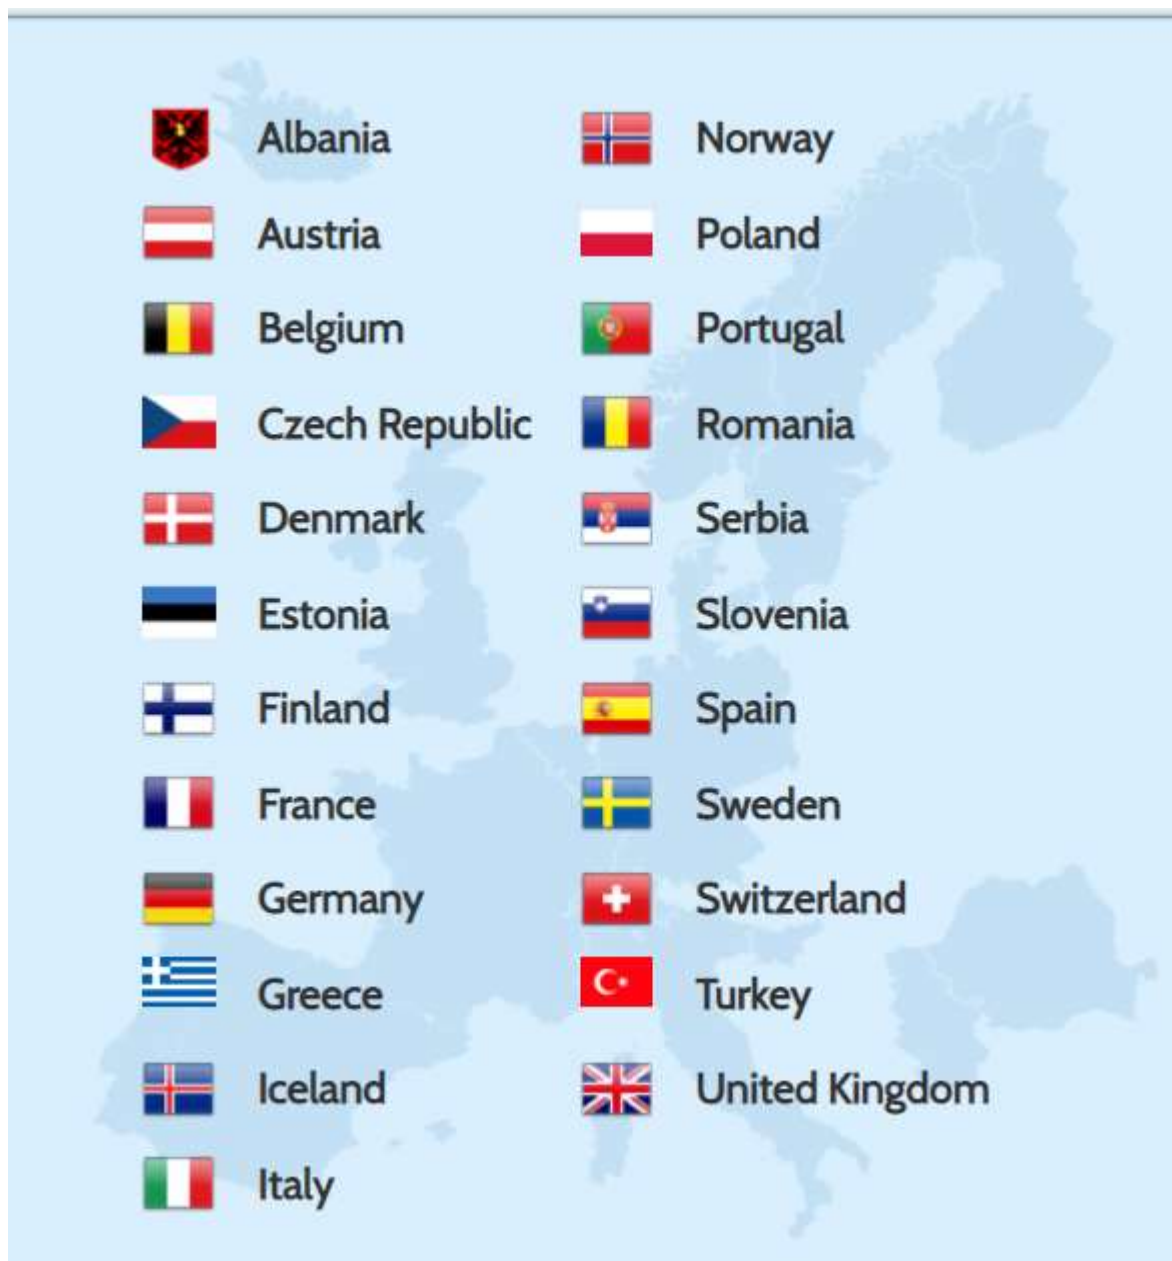 Albania
Austria
Belgium
Czech Republic
Denmark
Estonia
Finland
France
Germany
Greece
Iceland
Italy
Norway
Poland
Portugal
Romania
Serbia
Slovenia
Spain
Sweden
Switzerland
Turkey
United Kingdom